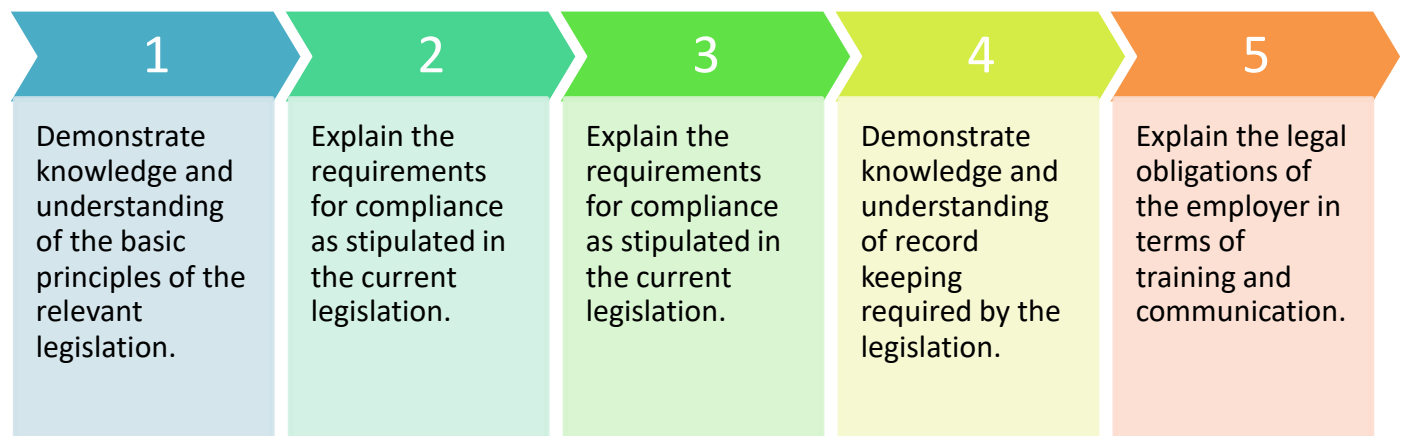 1
Demonstrate
knowledge and
understanding
of the basic
principles of the
relevant
legislation.
2
Explain the
requirements
for compliance
as stipulated in
the current
legislation.
3
Explain the
requirements
for compliance
as stipulated in
the current
legislation.
4
Demonstrate
knowledge and
understanding
of record
keeping
required by the
legislation.
5
Explain the legal
obligations of
the employer in
terms of
training and
communication.